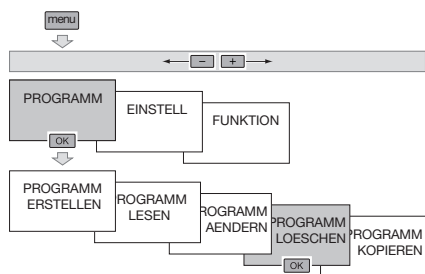 menu
− +
PROGRAMM
EINSTELL
FUNKTION
OK
PROGRAMM
ERSTELLEN
ROGRAMM
LESEN
ROGRAMM
AENDERN
PROGRAMM
LOESCHEN
PROGRAMM
KOPIEREN
OK